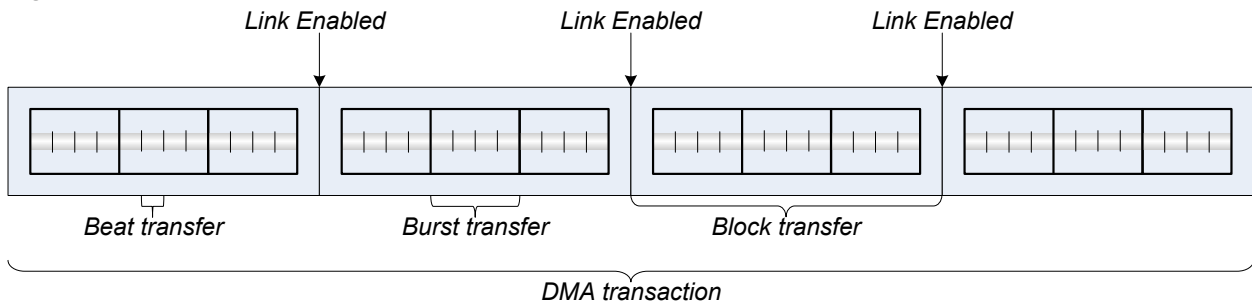 Link Enabled Link Enabled Link Enabled
Beat transfer Burst transfer Block transfer
DMA transaction